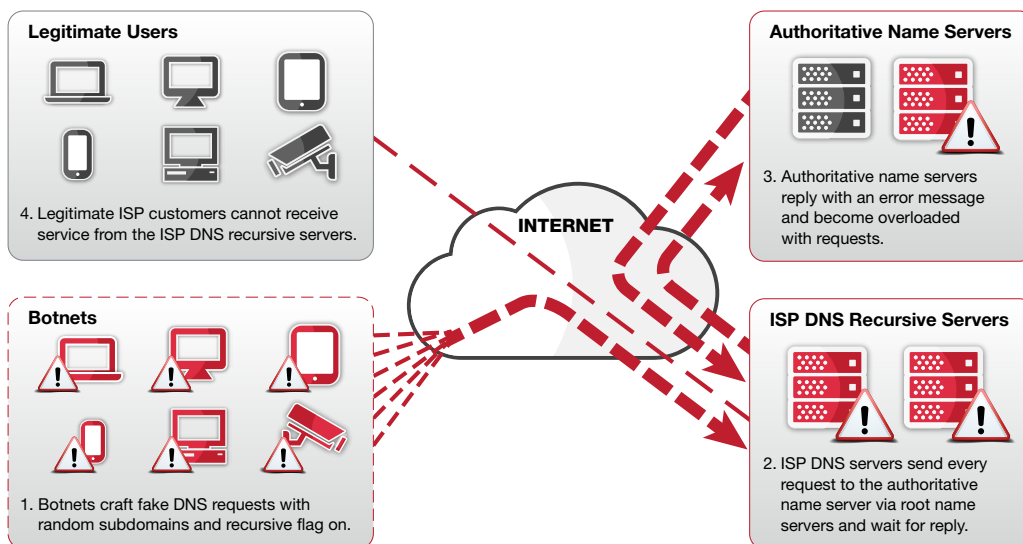 Legitimate Users
4. Legitimate ISP customers cannot receive
service from the ISP DNS recursive servers.
Authoritative Name Servers
3. Authoritative name servers
reply with an error message
and become overloaded
with requests.
INTERNET
Botnets
1. Botnets craft fake DNS requests with
random subdomains and recursive flag on.
ISP DNS Recursive Servers
2. ISP DNS servers send every
request to the authoritative
name server via root name
servers and wait for reply.